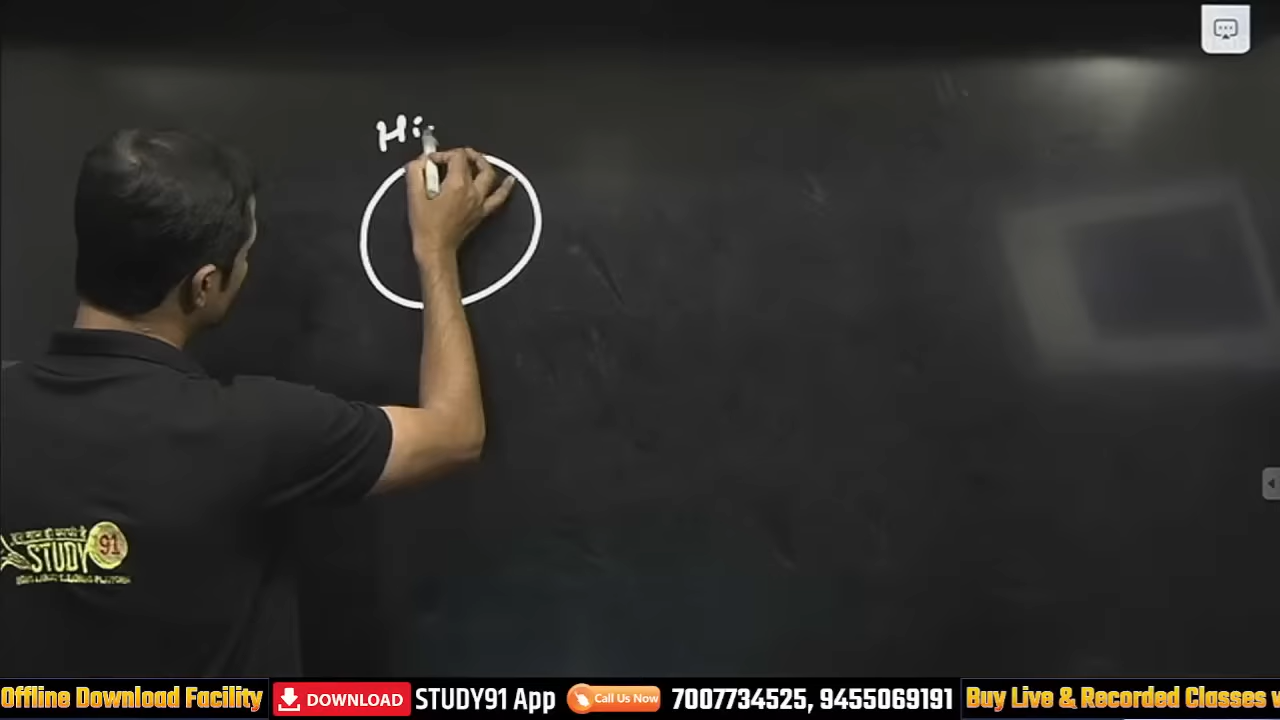 Hi
STUDY 91
Offline Download Facility DOWNLOAD STUDY91 App Call Us Now 7007734525, 9455069191 Buy Live & Recorded Classes